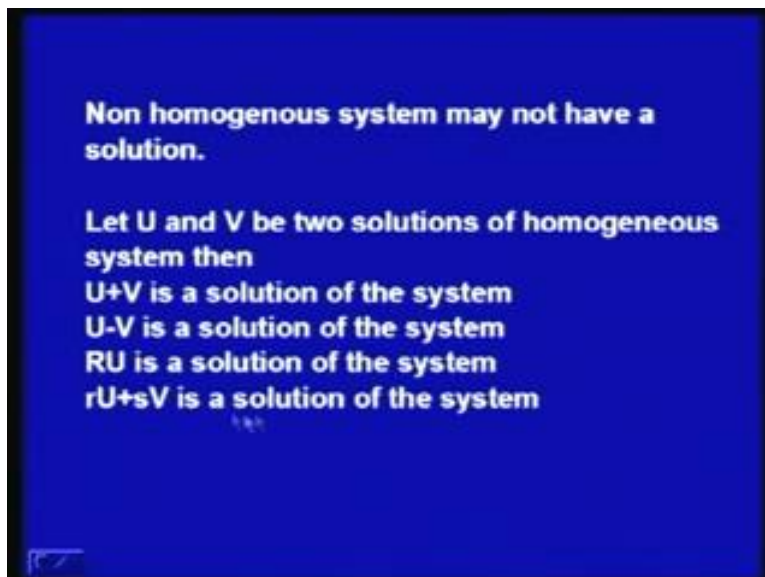 Non homogenous system may not have a
solution.
Let U and V be two solutions of homogeneous
system then
U+V is a solution of the system
U-V is a solution of the system
RU is a solution of the system
rU+sV is a solution of the system